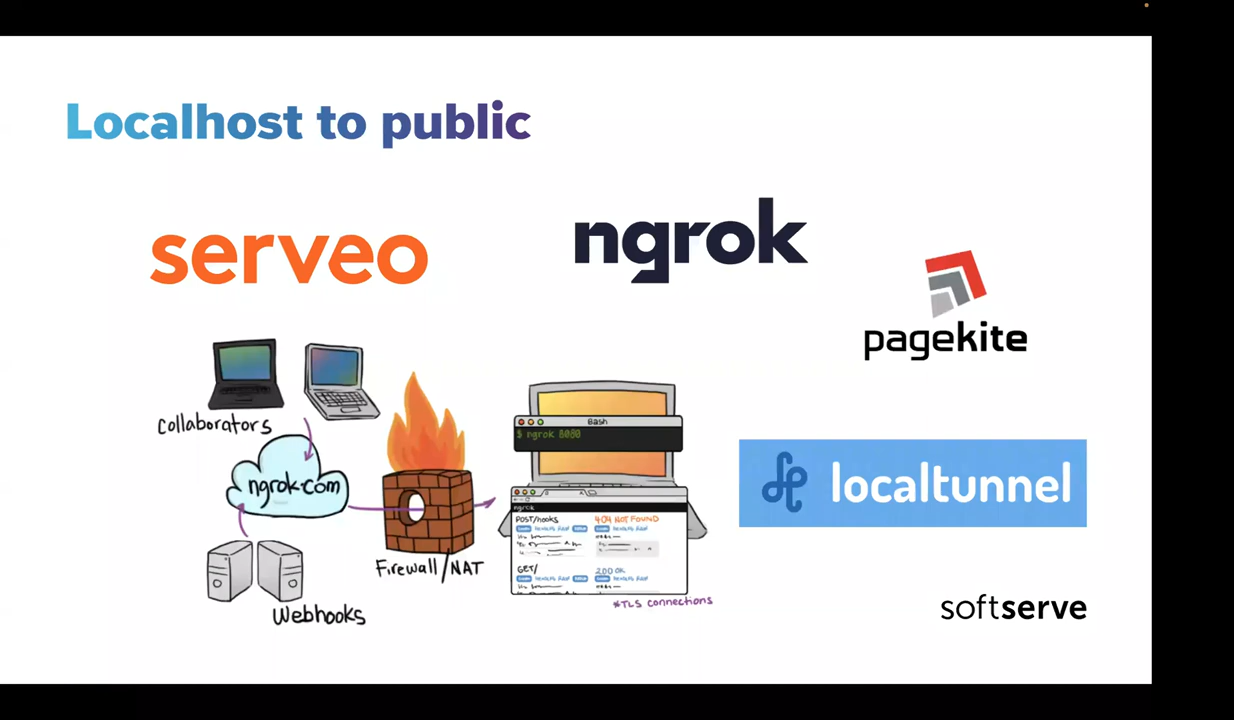 Localhost to public
serveo
ngrok
pagekite
collaborators
ngrok.com
Firewall/NAT
Webhooks
Bash
$ ngrok 8080
ngrok
POST/hooks
404 NOT FOUND
GET/
200 OK
*TLS connections
localtunnel
softserve